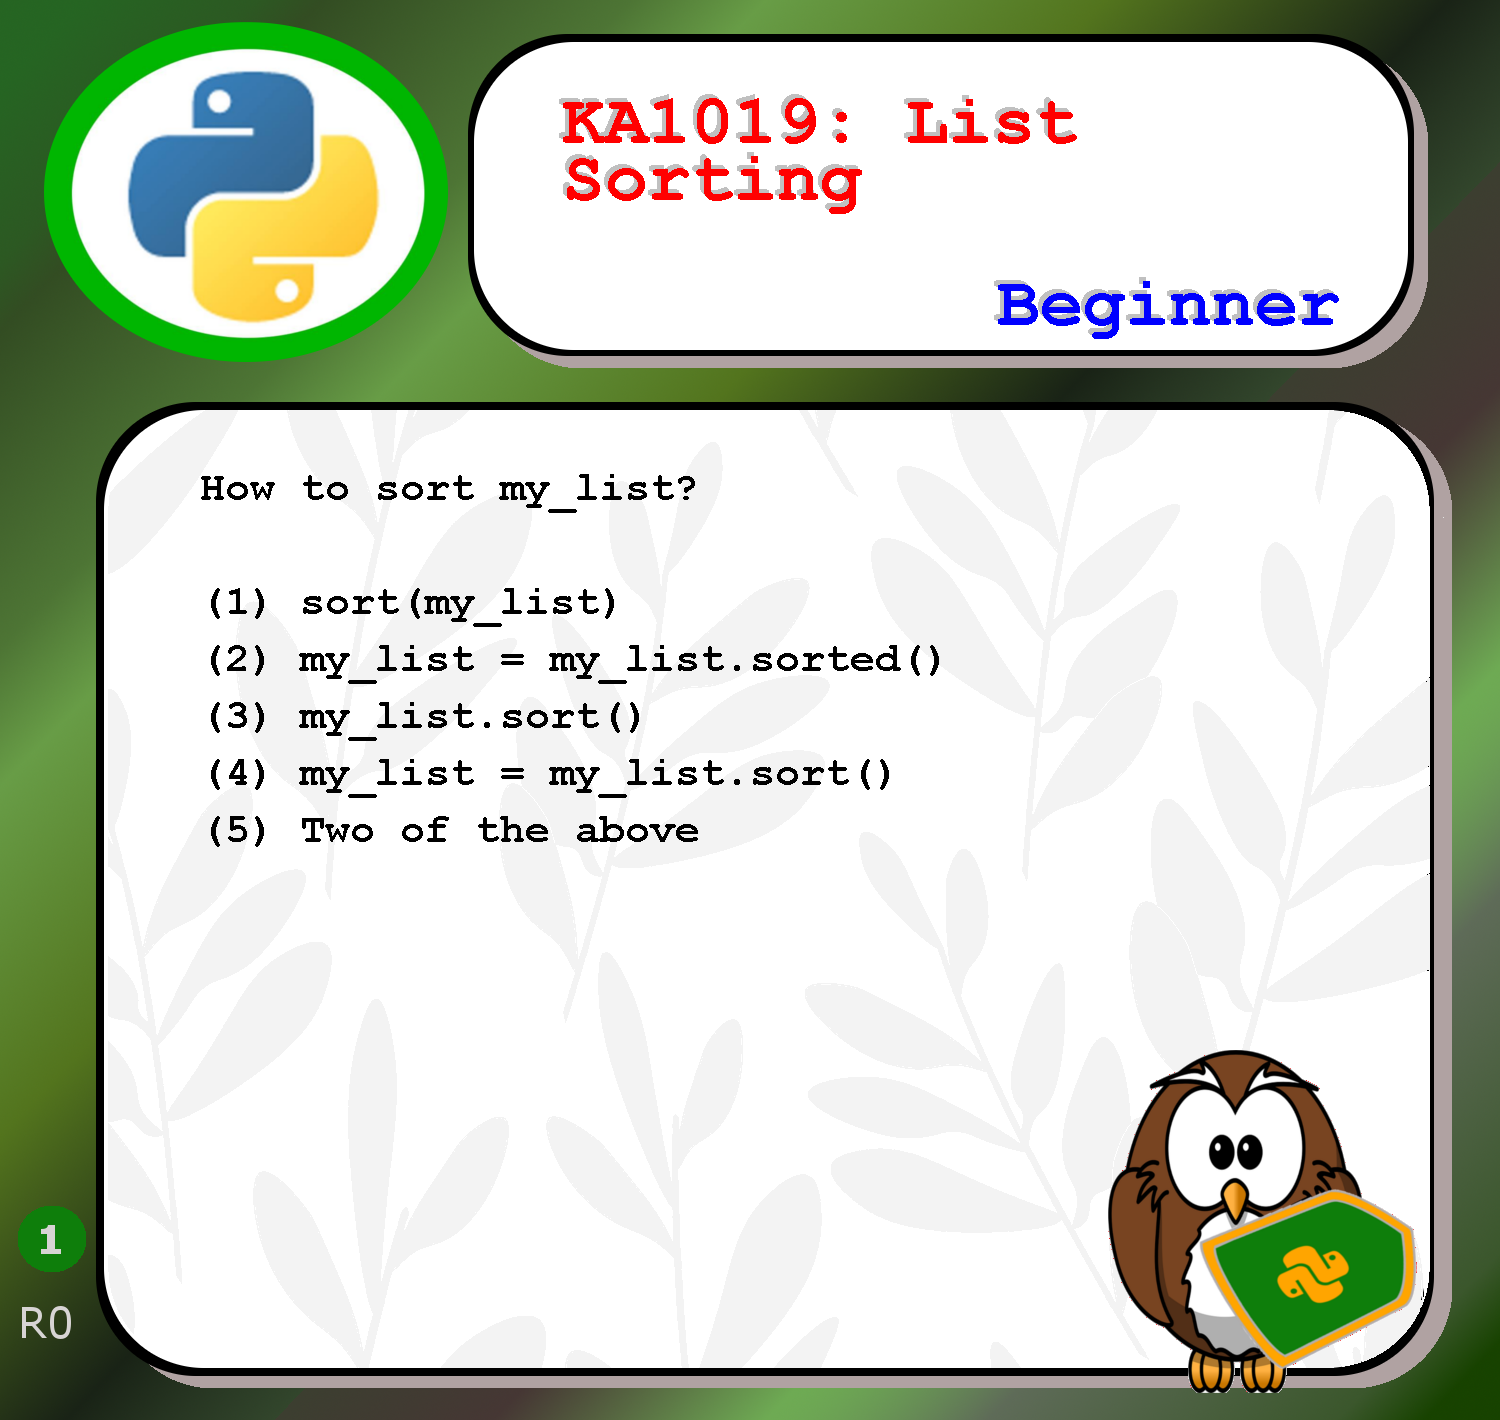 KA1019: List
Sorting
Beginner
How to sort my_list?
(1) sort(my_list)
(2) my_list = my_list.sorted()
(3) my_list.sort()
(4) my_list = my_list.sort()
(5) Two of the above
1
R0